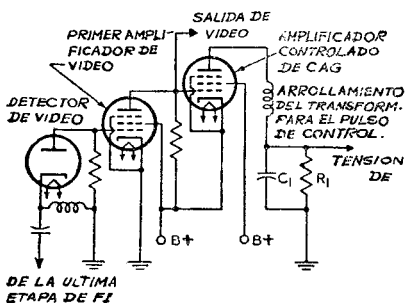 SALIDA DE
VIDEO
PRIMER AMPLI
FICADOR DE
VIDEO
AMPLIFICADOR
CONTROLADO
DE CAG
DETECTOR
DE VIDEO
ARROLLAMIENTO
DEL TRANSFORM.
PARA EL PULSO
DE CONTROL.
TENSION
DE
C1
R1
B+
B+
DE LA ULTIMA
ETAPA DE FI